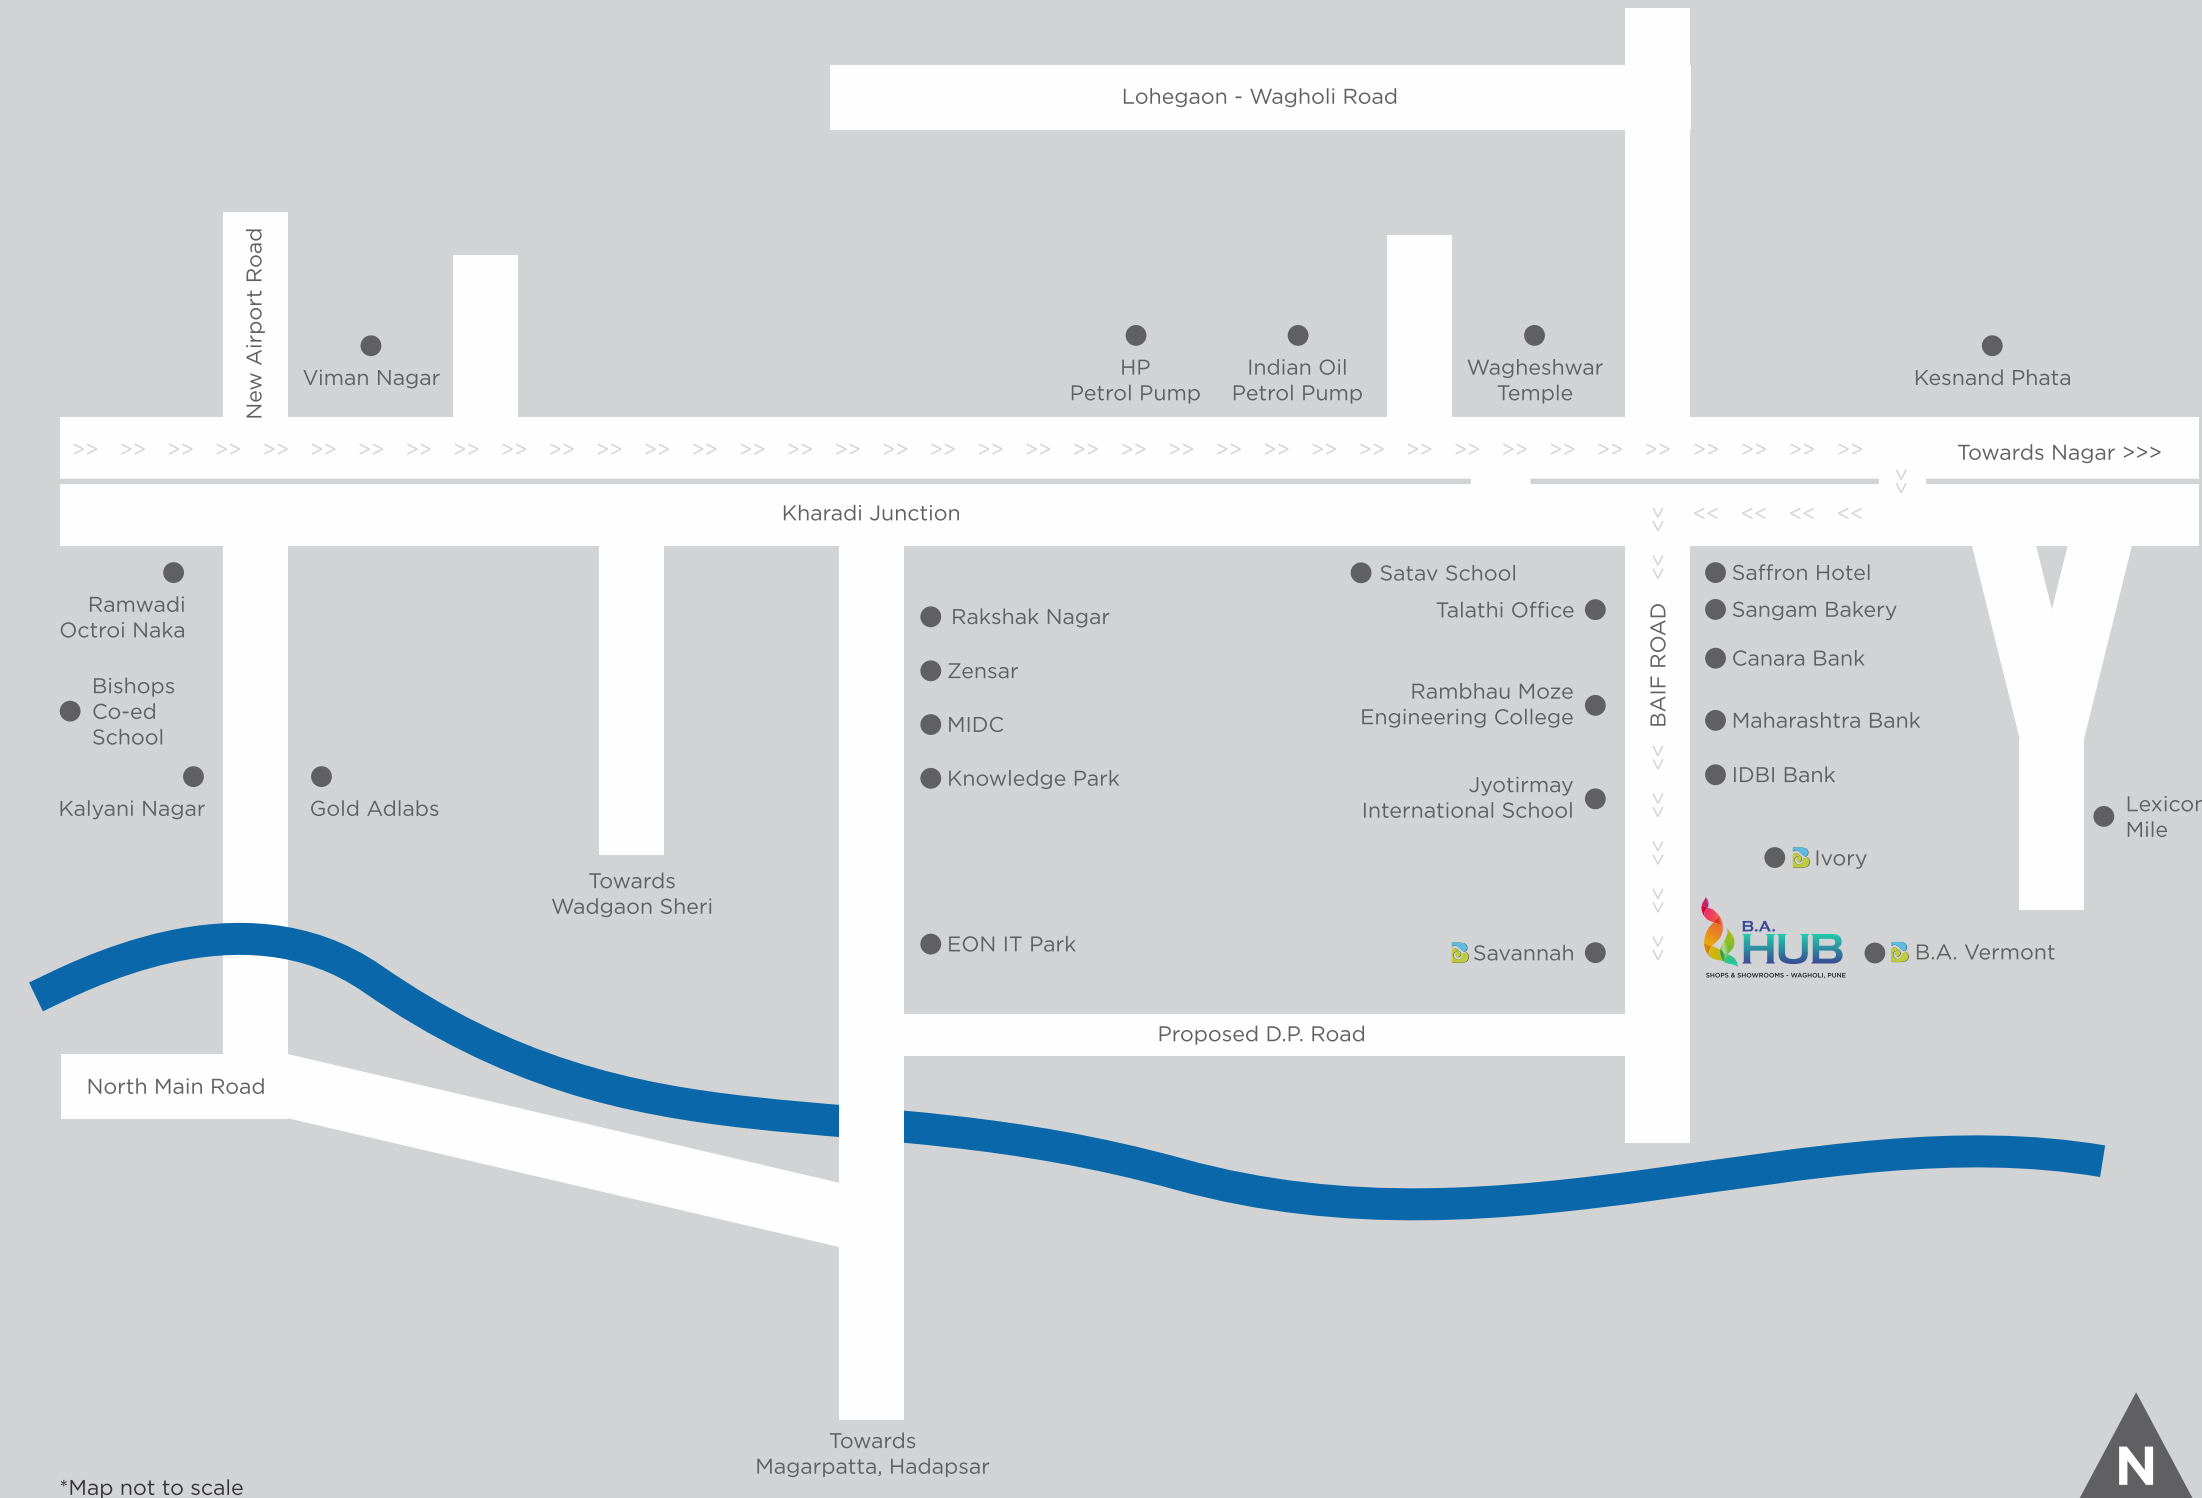 Lohegaon - Wagholi Road
New Airport Road
Viman Nagar
HP
Petrol Pump
Indian Oil
Petrol Pump
Wagheshwar
Temple
Kesnand Phata
>> >> >> >> >> >> >> >> >> >> >> >> >> >> >> >> >> >> >> >> >> >> >> >> >> >> >> >> >> >> >> >> >> >> >> >> >> >>
Towards Nagar >>>
Kharadi Junction
<< << << <<
Ramwadi
Octroi Naka
Bishops
Co-ed
School
Kalyani Nagar
Gold Adlabs
Towards
Wadgaon Sheri
Rakshak Nagar
Zensar
MIDC
Knowledge Park
EON IT Park
Satav School
Talathi Office
Rambhau Moze
Engineering College
Jyotirmay
International School
Savannah
BAIF ROAD
Saffron Hotel
Sangam Bakery
Canara Bank
Maharashtra Bank
IDBI Bank
Ivory
B.A.
HUB
SHOPS & SHOWROOMS - WAGHOLI, PUNE
B.A. Vermont
Mile
Proposed D.P. Road
North Main Road
Towards
Magarpatta, Hadapsar
*Map not to scale
N